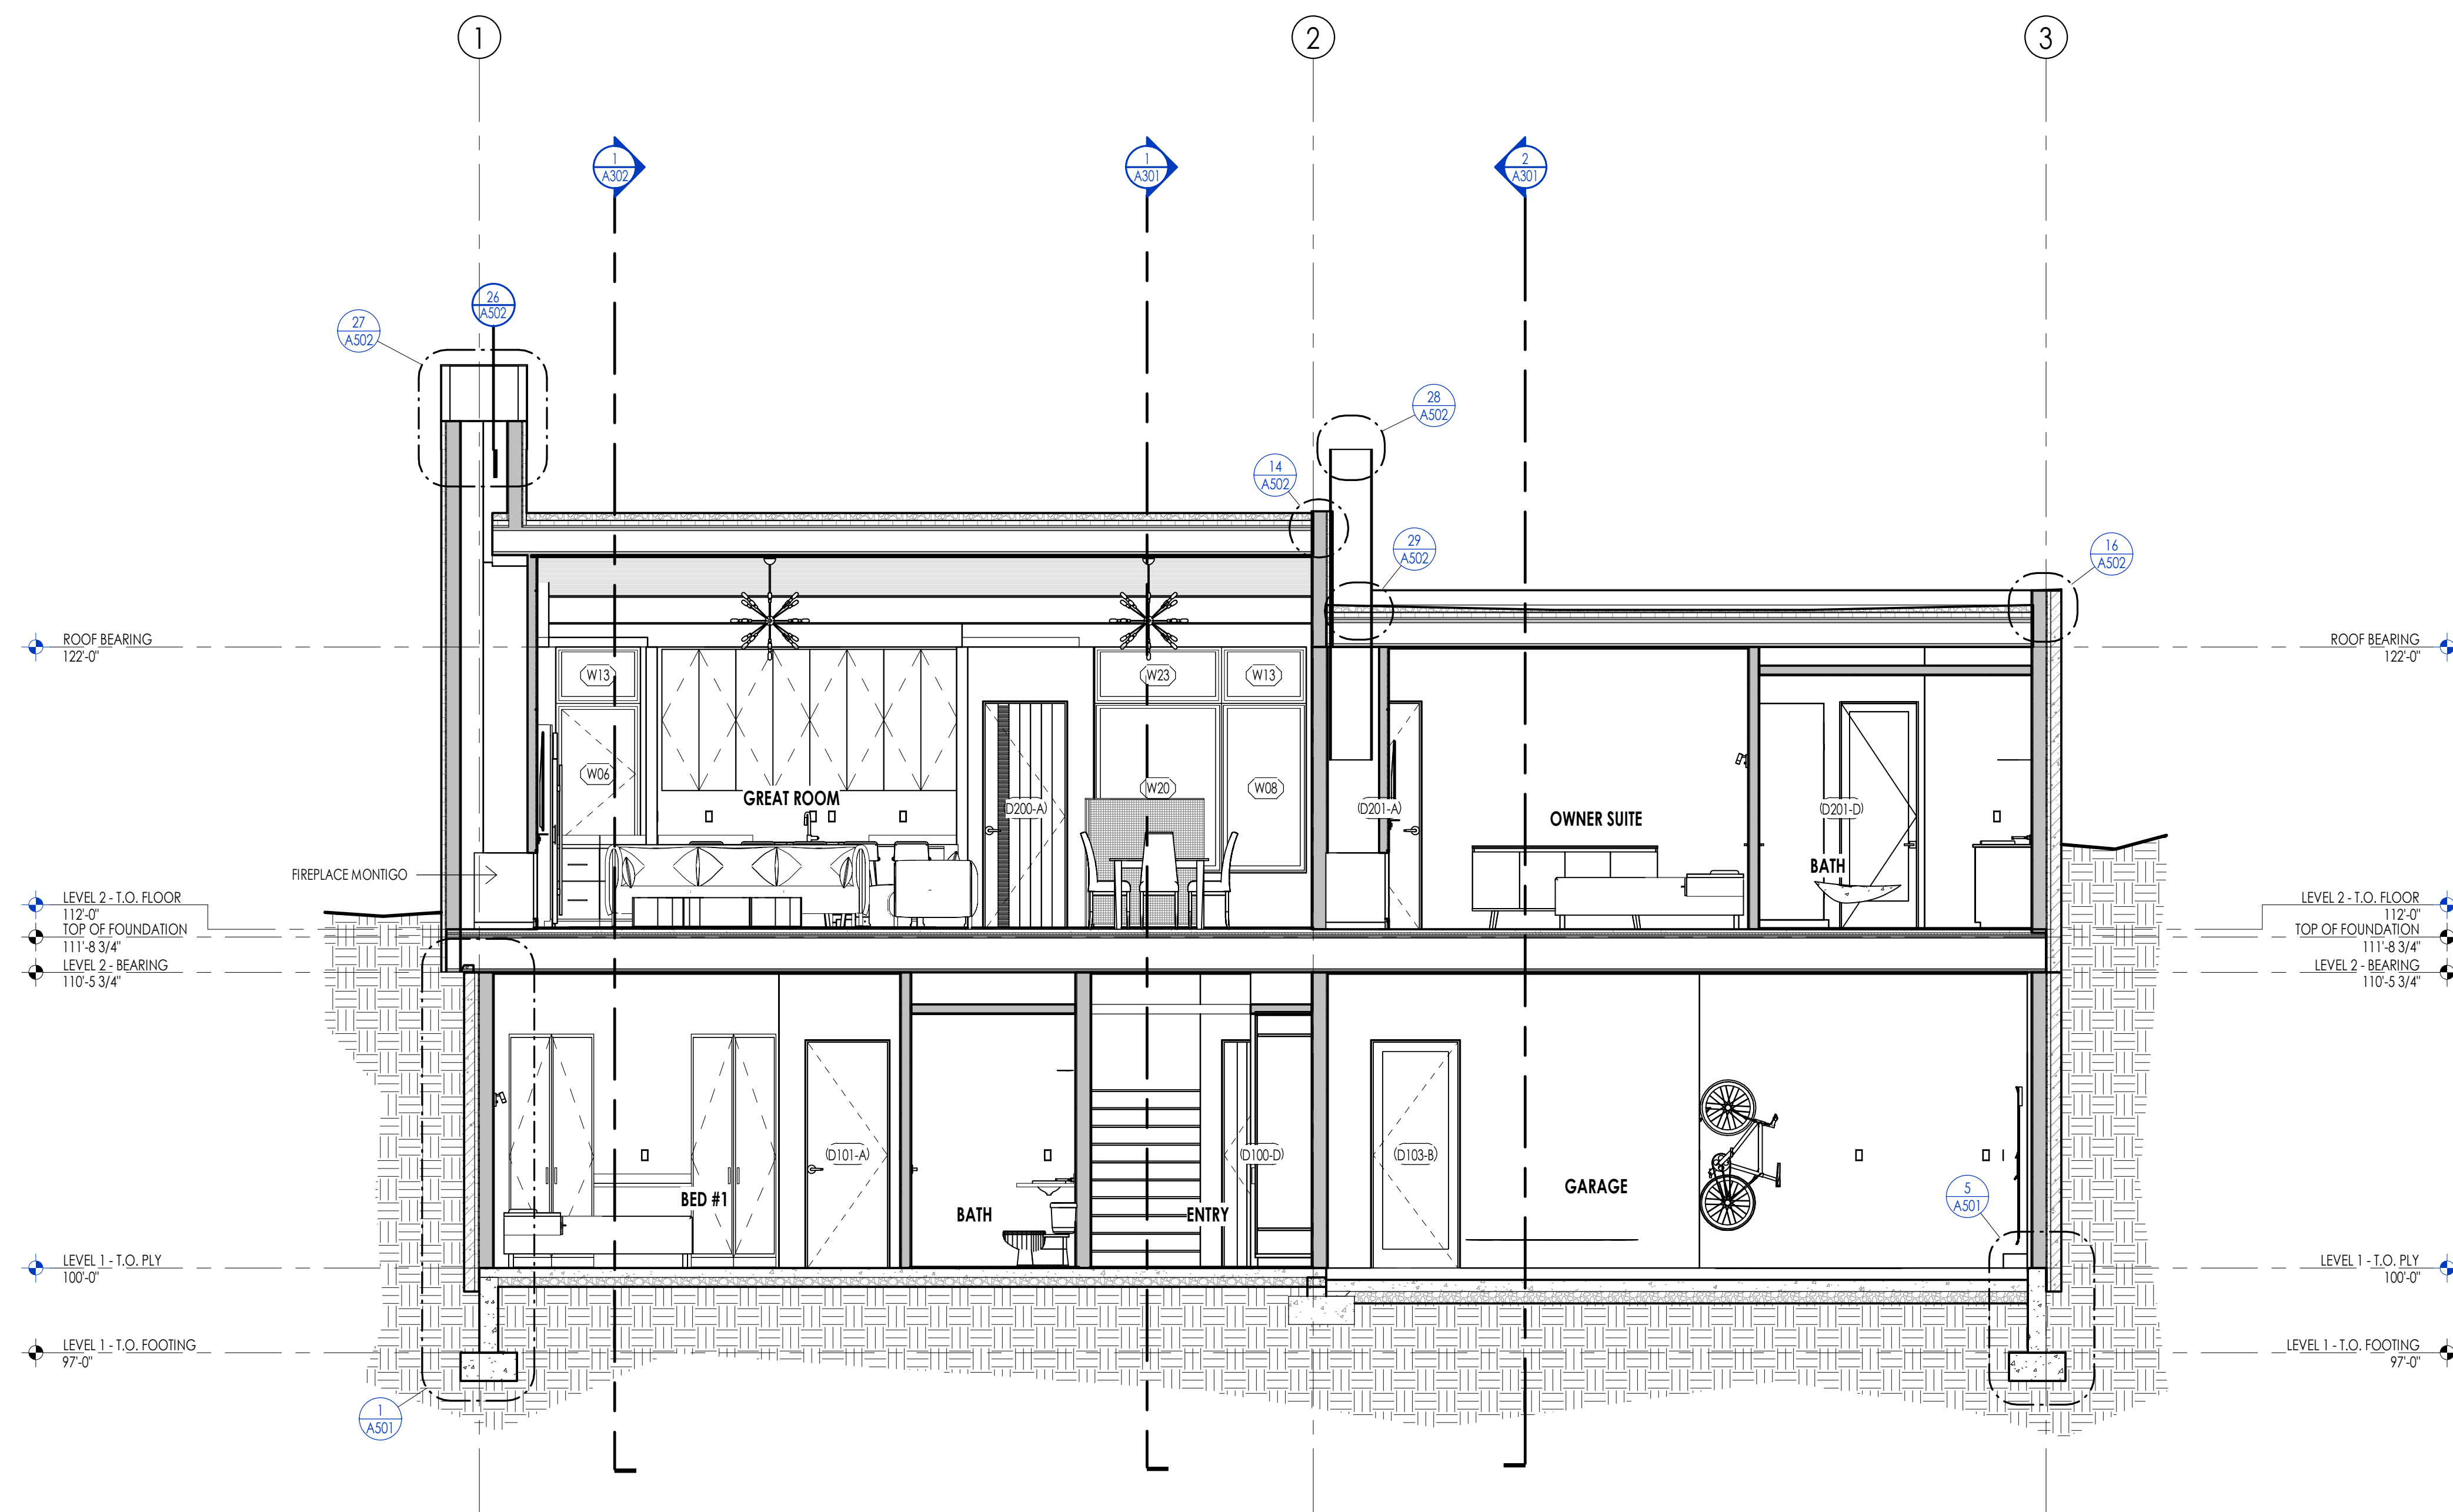 1
2
3
1
A302
1
A301
2
A301
26
A502
27
A502
28
A502
14
A502
29
A502
16
A502
ROOF BEARING
122'-0"
ROOF BEARING
122'-0"
W13
W23
W13
W06
W20
W08
GREAT ROOM
D200-A
D201-A
OWNER SUITE
D201-D
BATH
FIREPLACE MONTIGO
LEVEL 2 - T.O. FLOOR
112'-0"
TOP OF FOUNDATION
111'-8 3/4"
LEVEL 2 - BEARING
110'-5 3/4"
LEVEL 2 - T.O. FLOOR
112'-0"
TOP OF FOUNDATION
111'-8 3/4"
LEVEL 2 - BEARING
110'-5 3/4"
D101-A
D100-D
D103-B
BED #1
BATH
ENTRY
GARAGE
5
A501
LEVEL 1 - T.O. PLY
100'-0"
LEVEL 1 - T.O. PLY
100'-0"
LEVEL 1 - T.O. FOOTING
97'-0"
LEVEL 1 - T.O. FOOTING
97'-0"
1
A501